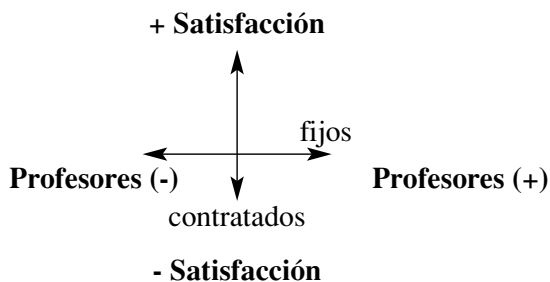 + Satisfacción
fijos
Profesores (-) Profesores (+)
contratados
- Satisfacción